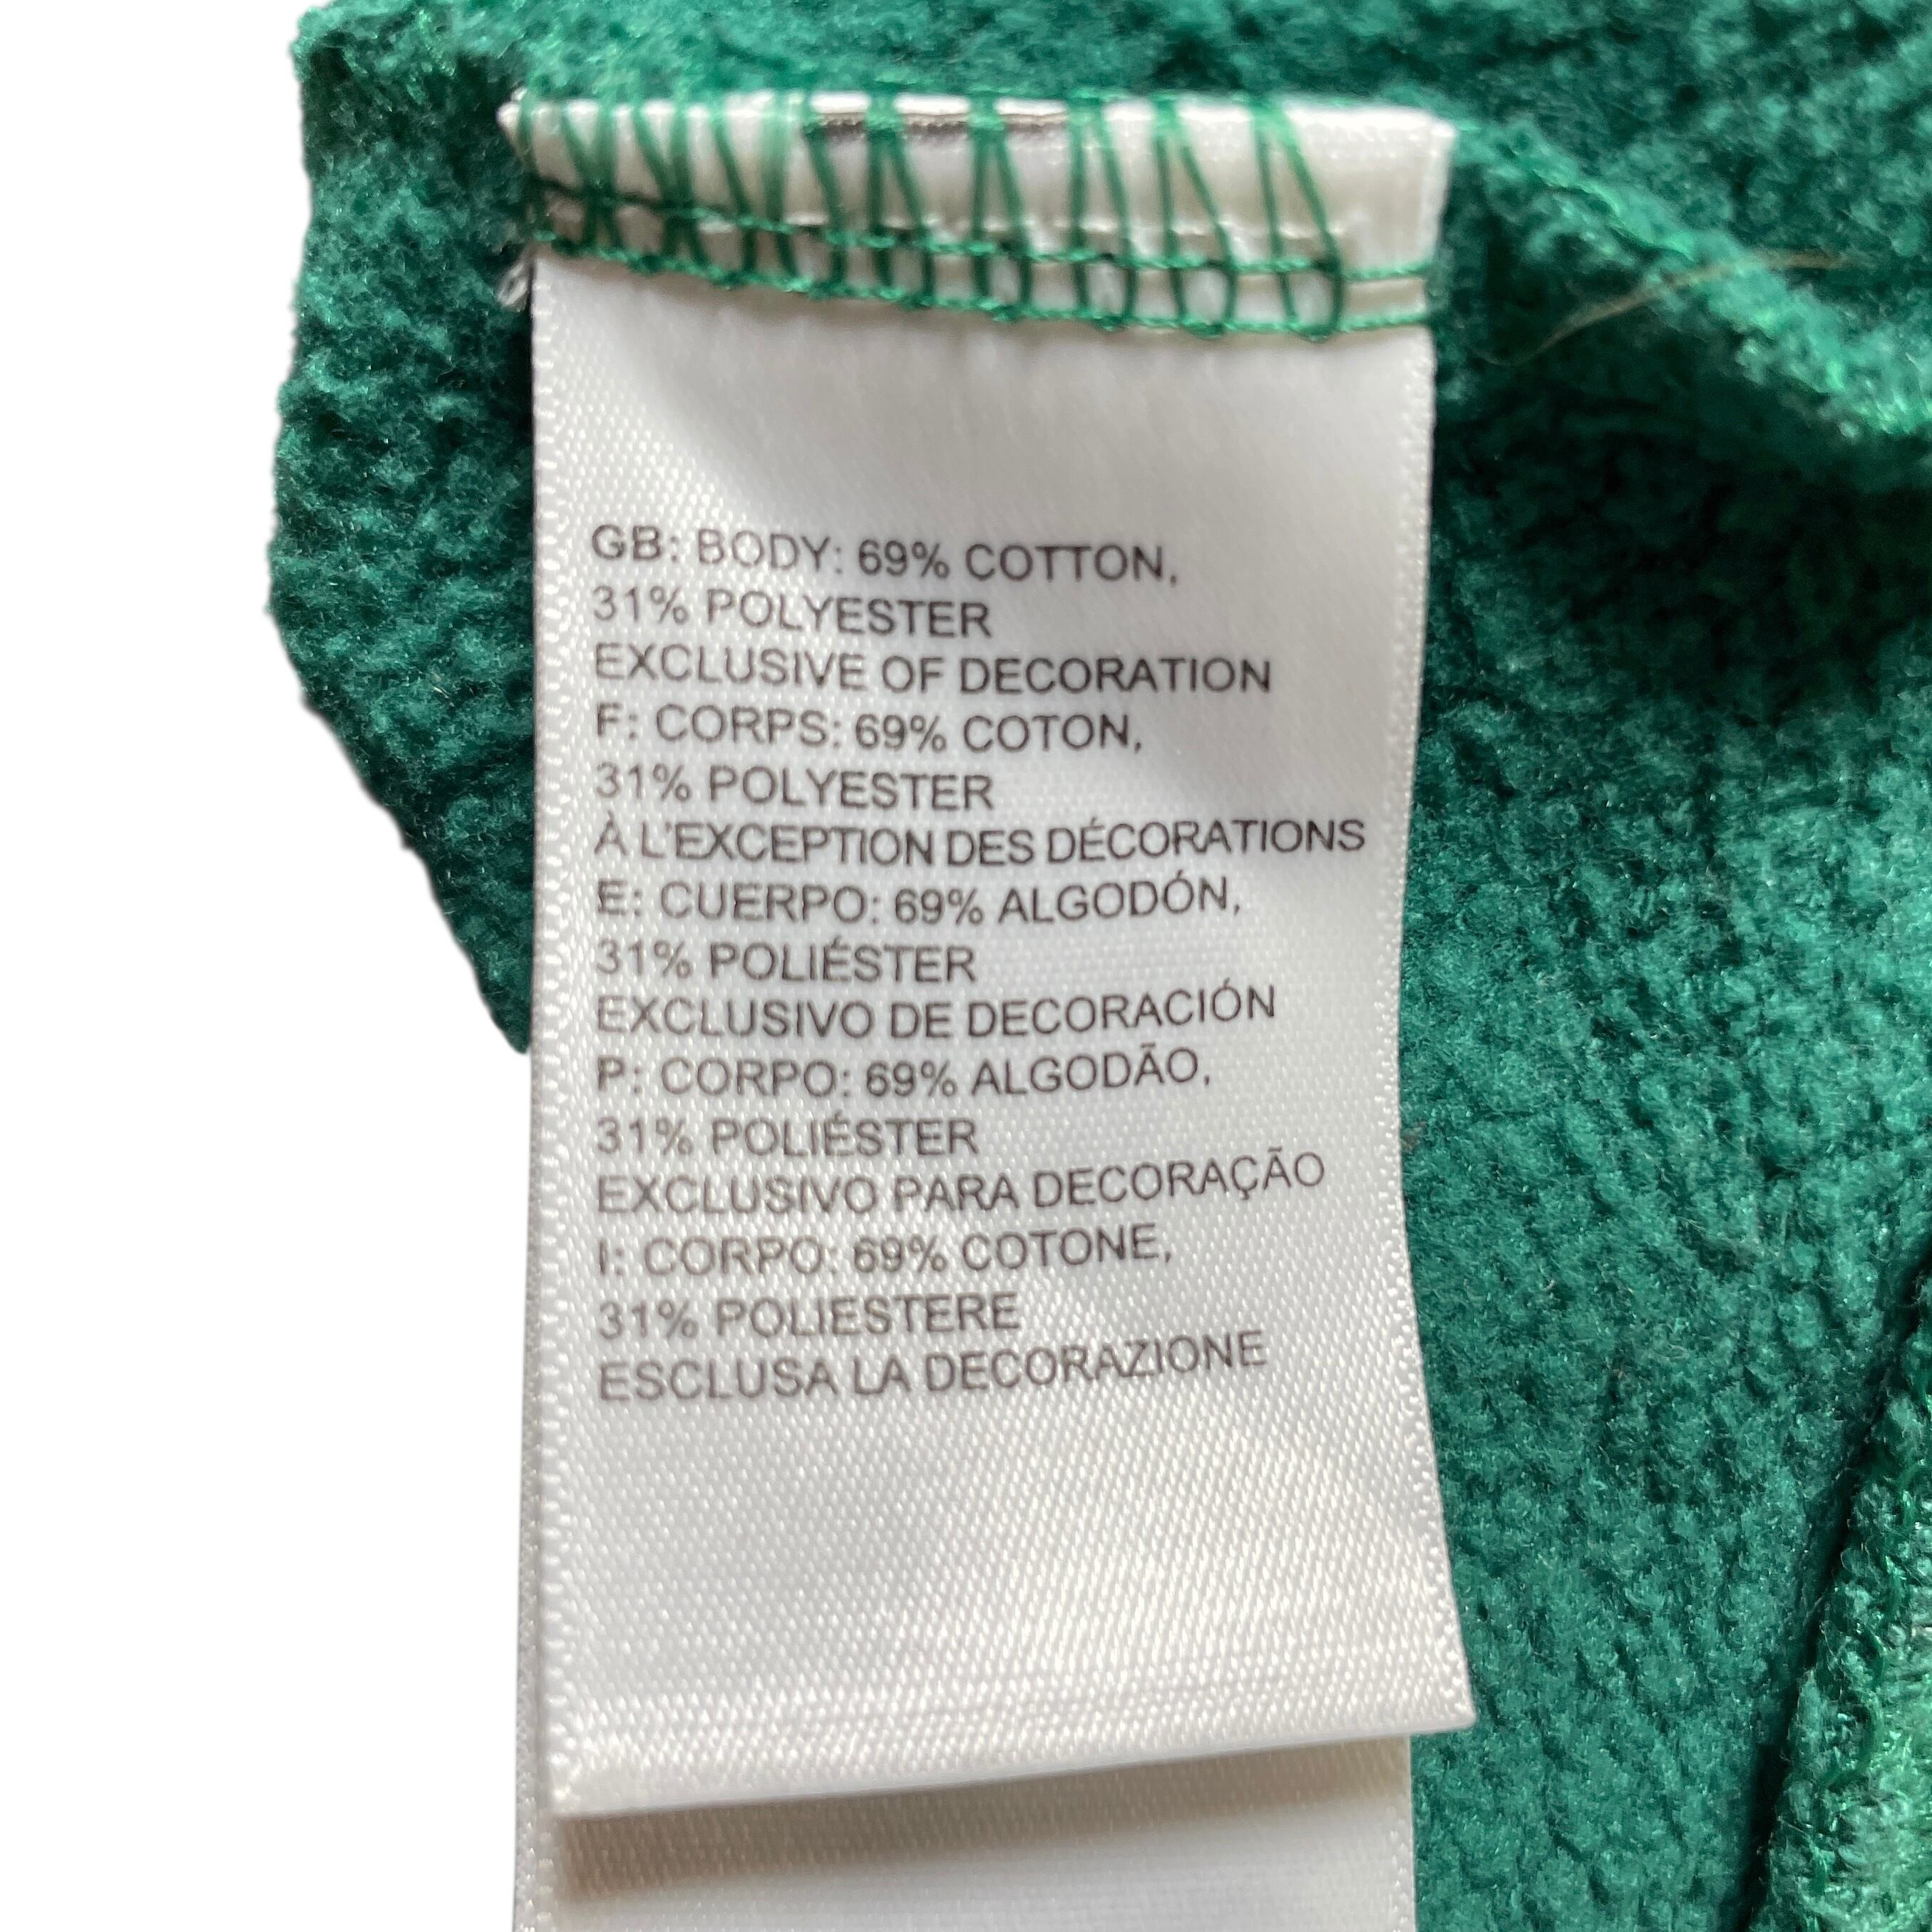 GB: BODY: 69% COTTON,
31% POLYESTER
EXCLUSIVE OF DECORATION
F: CORPS: 69% COTON,
31% POLYESTER
À L'EXCEPTION DES DÉCORATIONS
E: CUERPO: 69% ALGODÓN,
31% POLIÉSTER
EXCLUSIVO DE DECORACIÓN
P: CORPO: 69% ALGODÃO,
31% POLIÉSTER
EXCLUSIVO PARA DECORAÇÃO
I: CORPO: 69% COTONE,
31% POLIESTERE
ESCLUSA LA DECORAZIONE